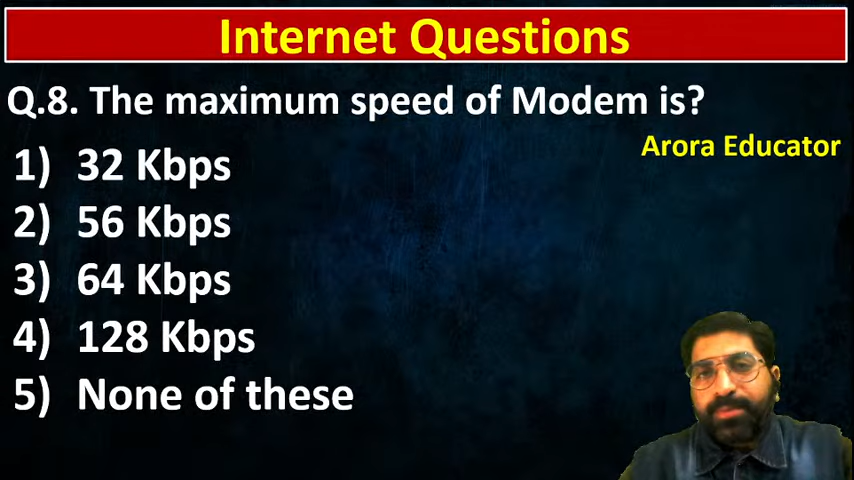 Internet Questions
Q.8. The maximum speed of Modem is?
Arora Educator
1) 32 Kbps
2) 56 Kbps
3) 64 Kbps
4) 128 Kbps
5) None of these